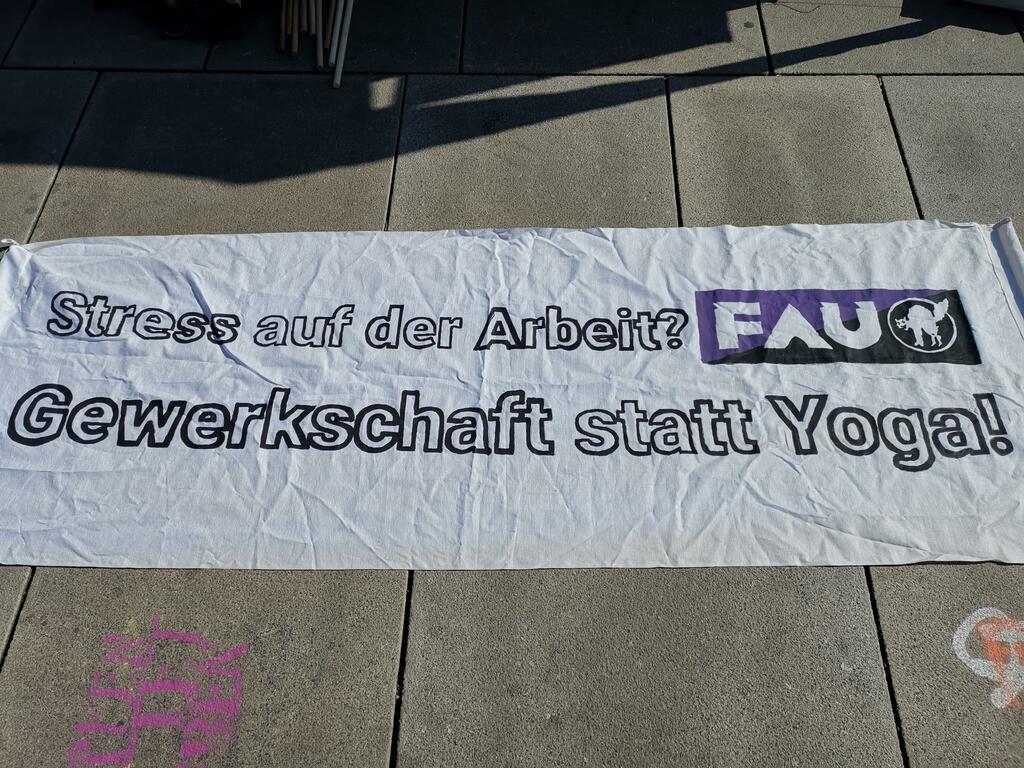 Stress auf der Arbeit? FAU
Gewerkschaft statt Yoga!